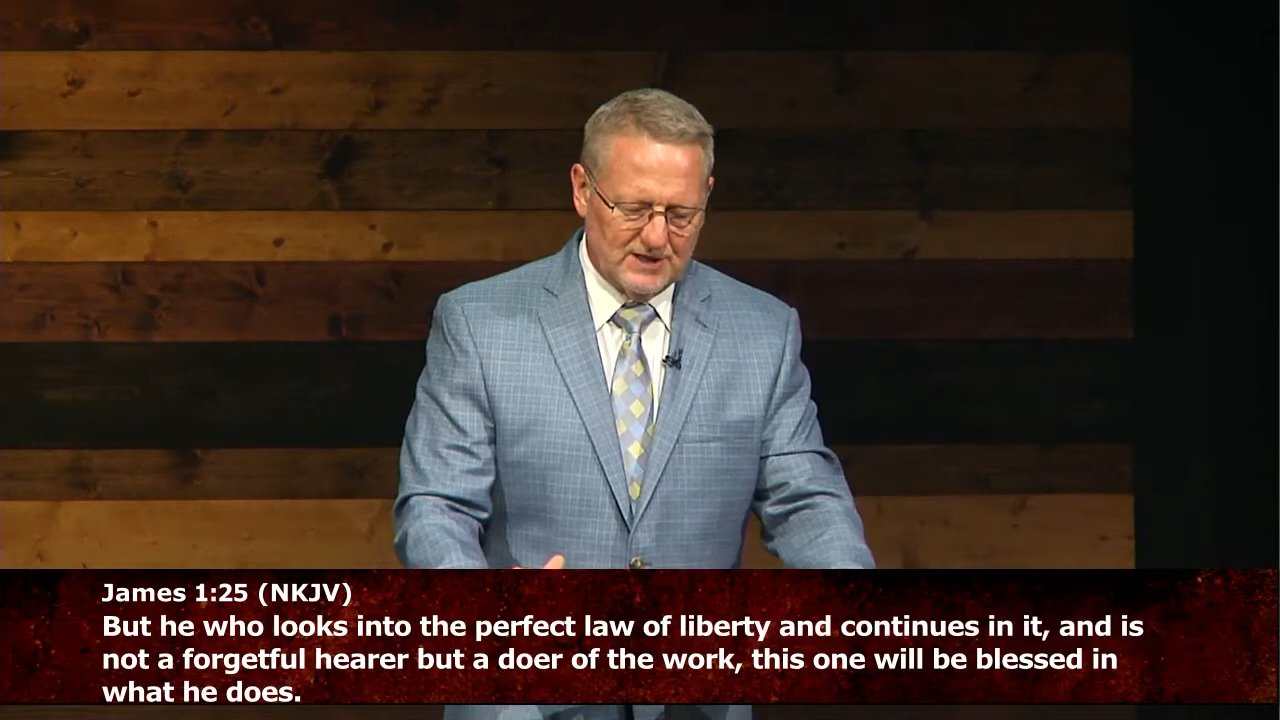 James 1:25 (NKJV)
But he who looks into the perfect law of liberty and continues in it, and is
not a forgetful hearer but a doer of the work, this one will be blessed in
what he does.